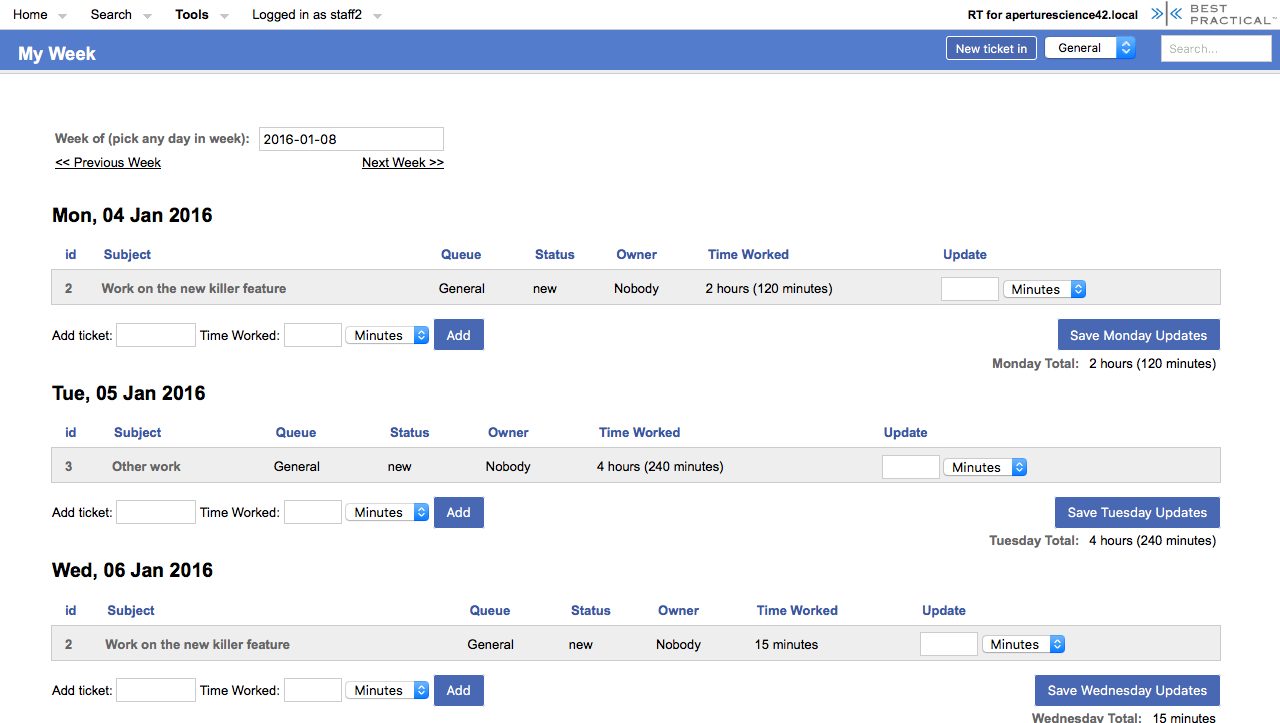 Home Search Tools Logged in as staff2 RT for aperturescience42.local BEST PRACTICAL™
My Week New ticket in General Search...
Week of (pick any day in week): 2016-01-08
<< Previous Week Next Week >>
Mon, 04 Jan 2016
id Subject Queue Status Owner Time Worked Update
2 Work on the new killer feature General new Nobody 2 hours (120 minutes) Minutes
Add ticket: Time Worked: Minutes Add Save Monday Updates
Monday Total: 2 hours (120 minutes)
Tue, 05 Jan 2016
id Subject Queue Status Owner Time Worked Update
3 Other work General new Nobody 4 hours (240 minutes) Minutes
Add ticket: Time Worked: Minutes Add Save Tuesday Updates
Tuesday Total: 4 hours (240 minutes)
Wed, 06 Jan 2016
id Subject Queue Status Owner Time Worked Update
2 Work on the new killer feature General new Nobody 15 minutes Minutes
Add ticket: Time Worked: Minutes Add Save Wednesday Updates
Wednesday Total: 15 minutes